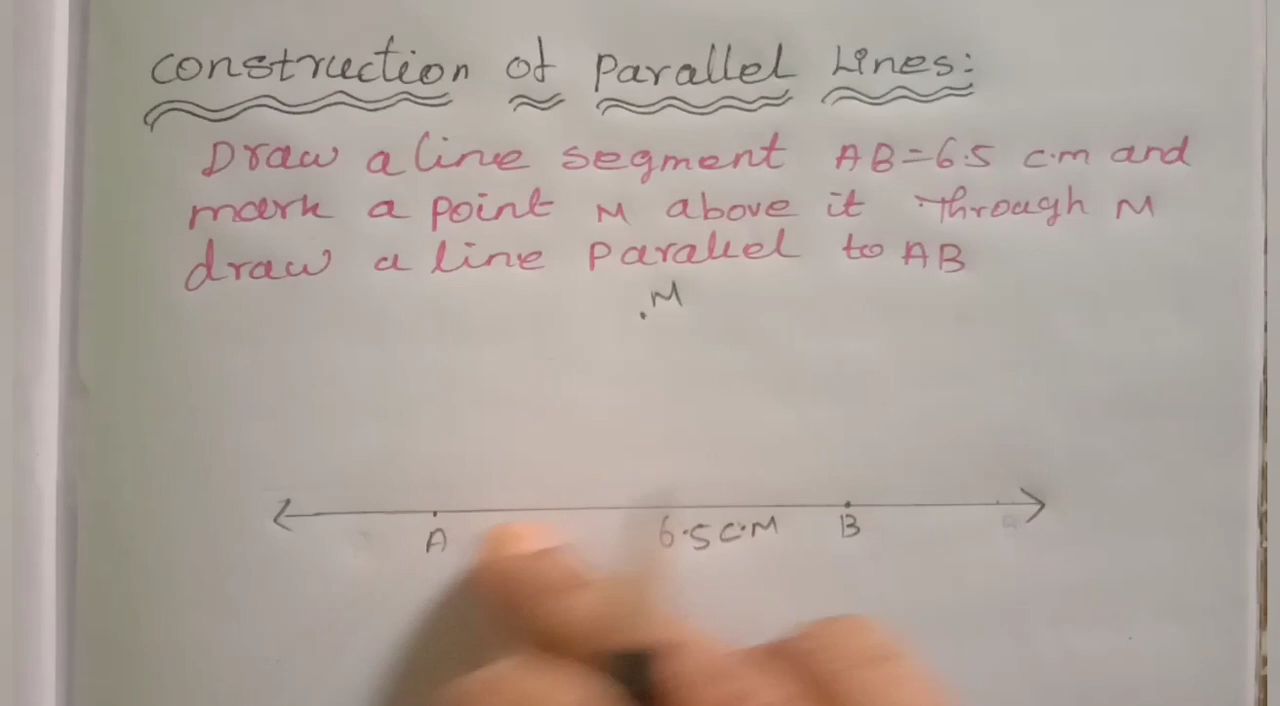 Construction of Parallel Lines:
Draw a line segment AB=6.5 c.m and
mark a point M above it Through M
draw a line parallel to AB
.M
A 6.5 C.M B